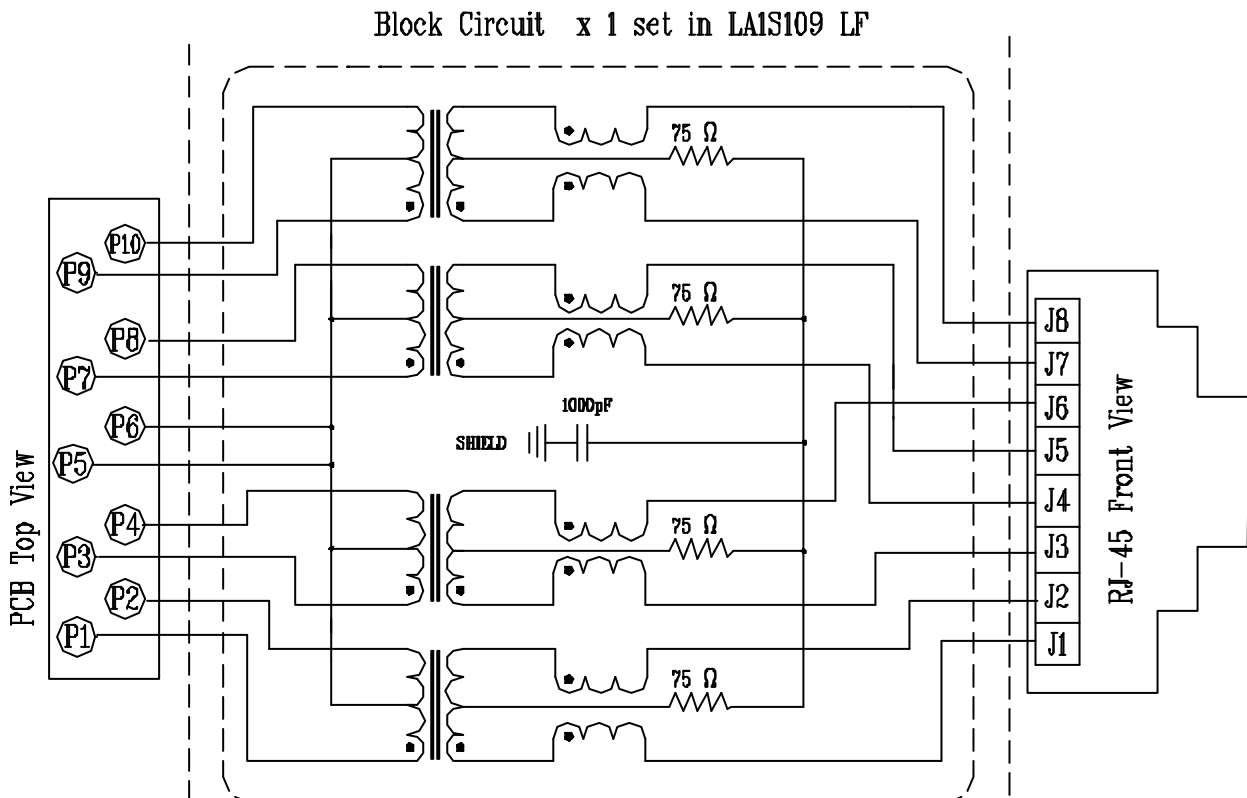 Block Circuit x 1 set in LA1S109 LF
75 Ω
P10
P9
75 Ω
J8
P8
J7
P7
1000pF
J6
P6
SHIELD
J5
P5
J4
P4
75 Ω
J3
P3
P2
J2
P1
J1
75 Ω
PCB Top View
RJ-45 Front View